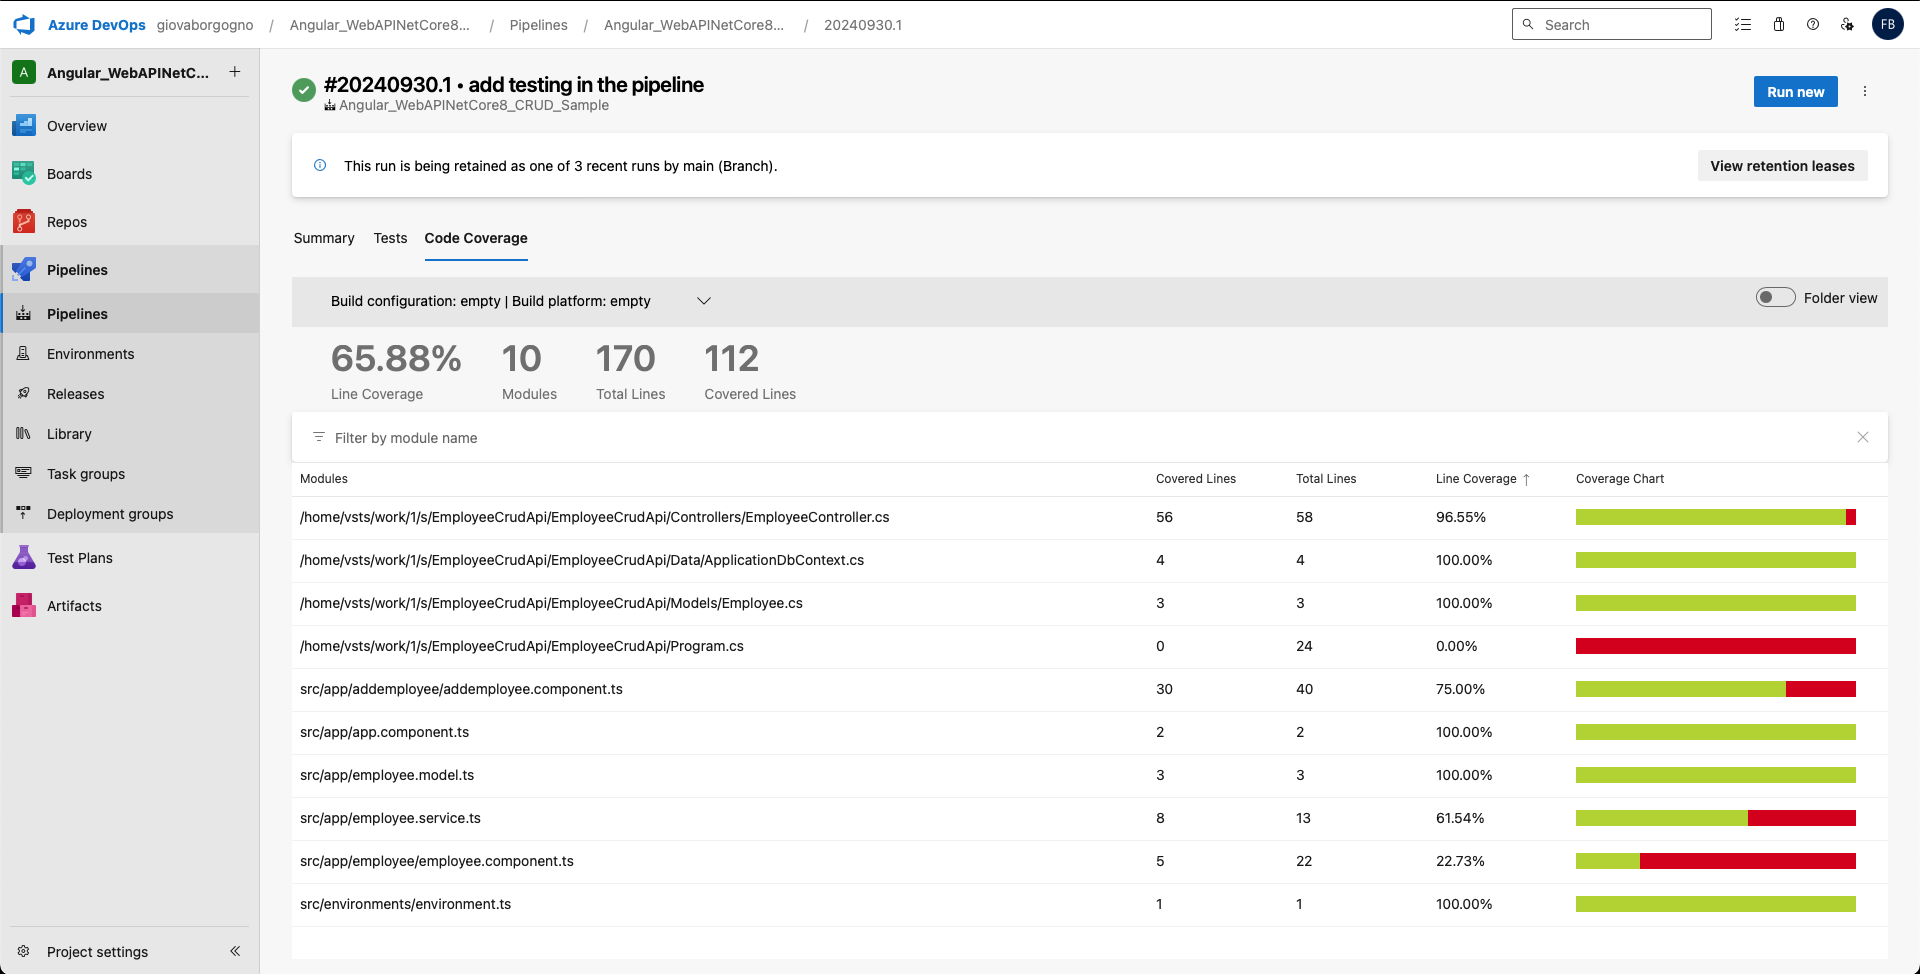 Azure DevOps giovaborgogno / Angular_WebAPINetCore8... / Pipelines / Angular_WebAPINetCore8... / 20240930.1
Search
FB
A Angular_WebAPINetC... +
Overview
Boards
Repos
Pipelines
Pipelines
Environments
Releases
Library
Task groups
Deployment groups
Test Plans
Artifacts
Project settings
#20240930.1 • add testing in the pipeline
Angular_WebAPINetCore8_CRUD_Sample
Run new
This run is being retained as one of 3 recent runs by main (Branch).
View retention leases
Summary Tests Code Coverage
Build configuration: empty | Build platform: empty
Folder view
65.88% 10 170 112
Line Coverage Modules Total Lines Covered Lines
Filter by module name
Modules Covered Lines Total Lines Line Coverage ↑ Coverage Chart
/home/vsts/work/1/s/EmployeeCrudApi/EmployeeCrudApi/Controllers/EmployeeController.cs 56 58 96.55%
/home/vsts/work/1/s/EmployeeCrudApi/EmployeeCrudApi/Data/ApplicationDbContext.cs 4 4 100.00%
/home/vsts/work/1/s/EmployeeCrudApi/EmployeeCrudApi/Models/Employee.cs 3 3 100.00%
/home/vsts/work/1/s/EmployeeCrudApi/EmployeeCrudApi/Program.cs 0 24 0.00%
src/app/addemployee/addemployee.component.ts 30 40 75.00%
src/app/app.component.ts 2 2 100.00%
src/app/employee.model.ts 3 3 100.00%
src/app/employee.service.ts 8 13 61.54%
src/app/employee/employee.component.ts 5 22 22.73%
src/environments/environment.ts 1 1 100.00%